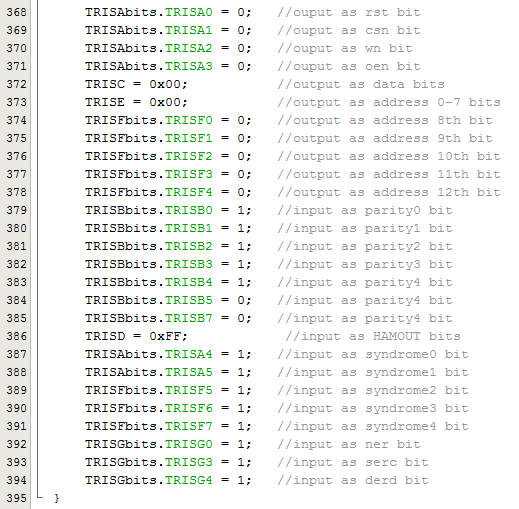 368 TRISAbits.TRISA0 = 0; //ouput as rst bit
369 TRISAbits.TRISA1 = 0; //ouput as csn bit
370 TRISAbits.TRISA2 = 0; //ouput as wn bit
371 TRISAbits.TRISA3 = 0; //ouput as oen bit
372 TRISC = 0x00; //output as data bits
373 TRISE = 0x00; //output as address 0-7 bits
374 TRISFbits.TRISF0 = 0; //output as address 8th bit
375 TRISFbits.TRISF1 = 0; //output as address 9th bit
376 TRISFbits.TRISF2 = 0; //output as address 10th bit
377 TRISFbits.TRISF3 = 0; //output as address 11th bit
378 TRISFbits.TRISF4 = 0; //output as address 12th bit
379 TRISBbits.TRISB0 = 1; //input as parity0 bit
380 TRISBbits.TRISB1 = 1; //input as parity1 bit
381 TRISBbits.TRISB2 = 1; //input as parity2 bit
382 TRISBbits.TRISB3 = 1; //input as parity3 bit
383 TRISBbits.TRISB4 = 1; //input as parity4 bit
384 TRISBbits.TRISB5 = 0; //input as parity4 bit
385 TRISBbits.TRISB7 = 0; //input as parity4 bit
386 TRISD = 0xFF; //input as HAMOUT bits
387 TRISAbits.TRISA4 = 1; //input as syndrome0 bit
388 TRISAbits.TRISA5 = 1; //input as syndrome1 bit
389 TRISFbits.TRISF5 = 1; //input as syndrome2 bit
390 TRISFbits.TRISF6 = 1; //input as syndrome3 bit
391 TRISFbits.TRISF7 = 1; //input as syndrome4 bit
392 TRISGbits.TRISG0 = 1; //input as ner bit
393 TRISGbits.TRISG3 = 1; //input as serc bit
394 TRISGbits.TRISG4 = 1; //input as derd bit
395 }